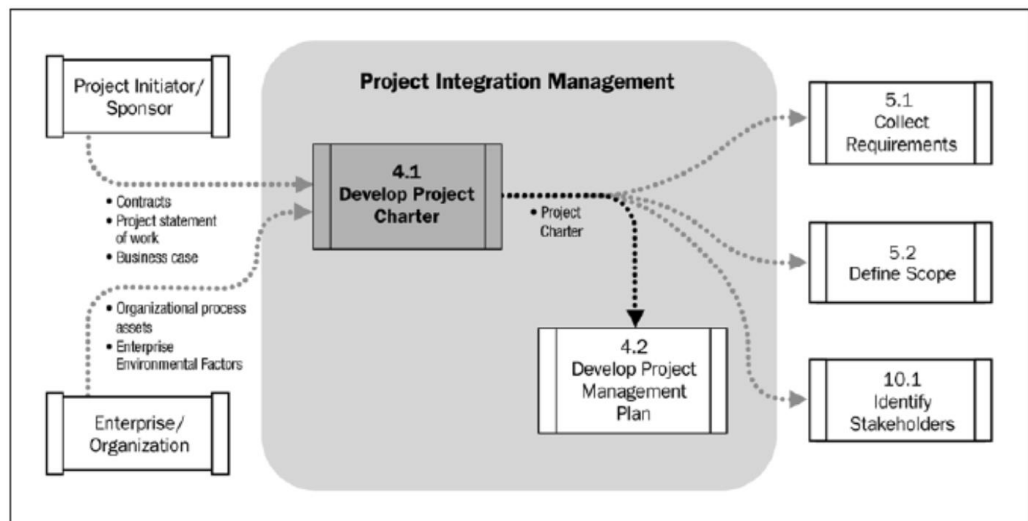 Project Integration Management
Project Initiator/
Sponsor
• Contracts
• Project statement
of work
• Business case
• Organizational process
assets
• Enterprise
Environmental Factors
Enterprise/
Organization
4.1
Develop Project
Charter
• Project
Charter
4.2
Develop Project
Management
Plan
5.1
Collect
Requirements
5.2
Define Scope
10.1
Identify
Stakeholders